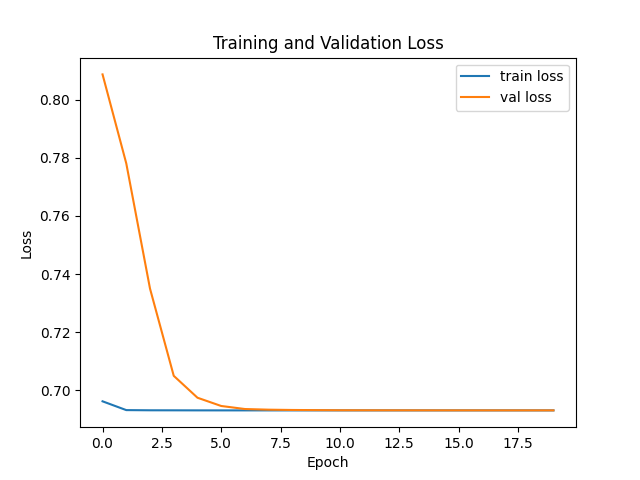 Training and Validation Loss
train loss
val loss
0.80
0.78
0.76
0.74
0.72
0.70
Loss
0.0 2.5 5.0 7.5 10.0 12.5 15.0 17.5
Epoch